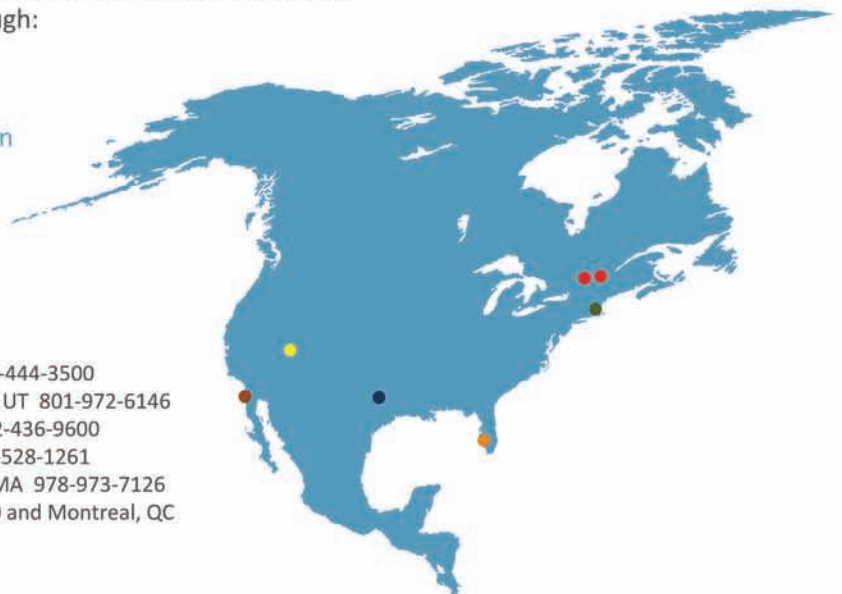 ugh:
n
-444-3500
UT 801-972-6146
2-436-9600
-528-1261
MA 978-973-7126
and Montreal, QC